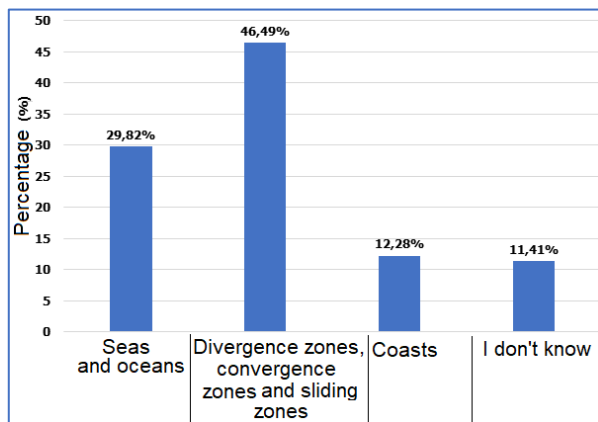 Percentage (%)
50
45
40
35
30
25
20
15
10
5
0
29,82%
46,49%
12,28%
11,41%
Seas
and oceans
Divergence zones,
convergence
zones and sliding
zones
Coasts
I don't know